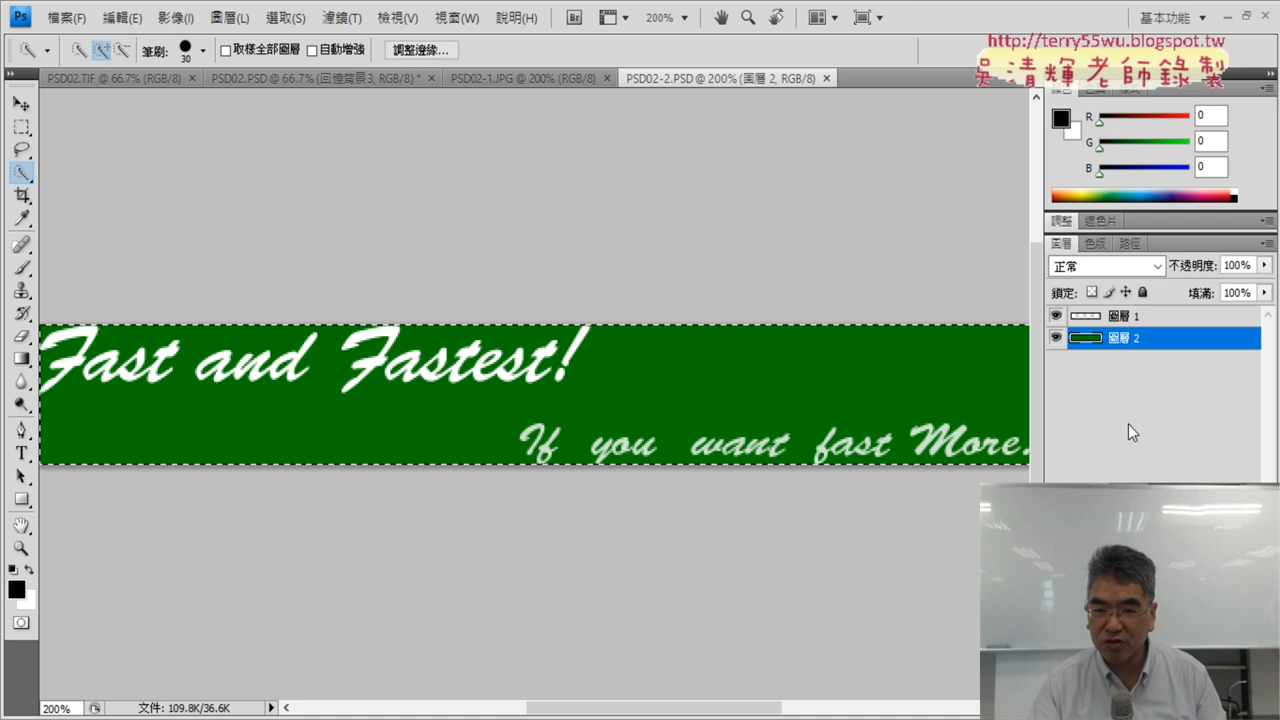 檔案(F) 編輯(E) 影像(I) 圖層(L) 選取(S) 濾鏡(T) 檢視(V) 視窗(W) 說明(H) Br 200% 基本功能
http://terry55wu.blogspot.tw
吳清輝老師錄製
筆刷: 30 取樣全部圖層 自動增強 調整邊緣...
PSD02.TIF @ 66.7% (RGB/8) PSD02.PSD @ 66.7% (回憶背景3, RGB/8) * PSD02-1.JPG @ 200% (RGB/8) PSD02-2.PSD @ 200% (圖層 2, RGB/8)
R 0
G 0
B 0
調整 遮色片
圖層 色版 路徑
正常 不透明度: 100%
鎖定: 填滿: 100%
圖層 1
圖層 2
Fast and Fastest!
If you want fast More.
200% 文件: 109.8K/36.6K